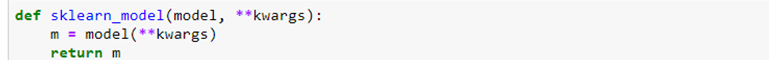 def sklearn_model(model, **kwargs):
    m = model(**kwargs)
    return m